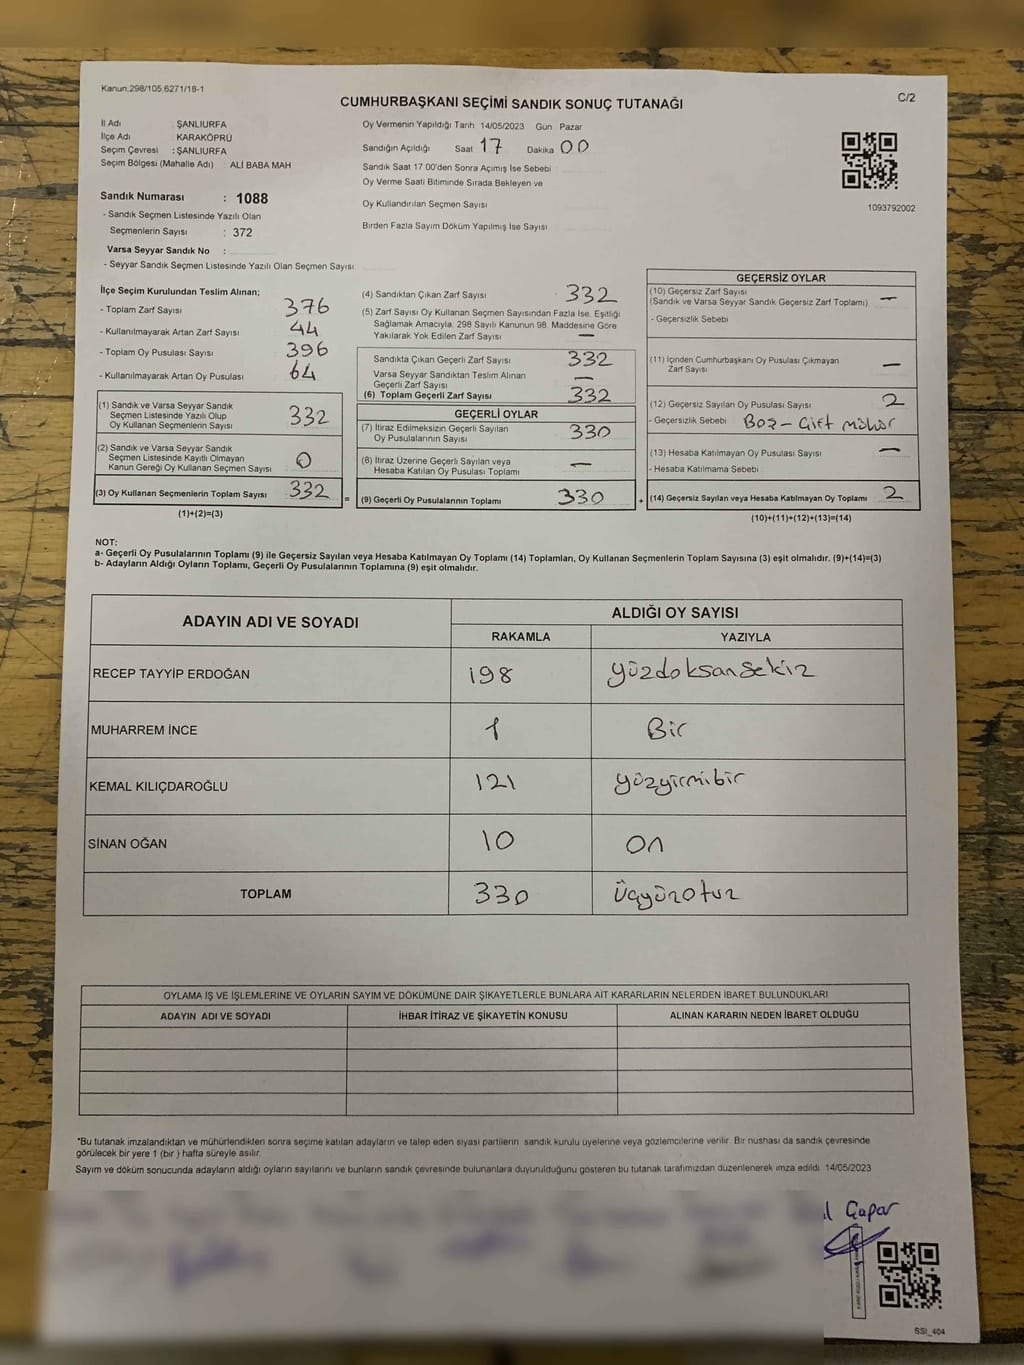 Kanun:298/105;6271/18-1
CUMHURBAŞKANI SEÇİMİ SANDIK SONUÇ TUTANAĞI
C/2
İl Adı : ŞANLIURFA
İlçe Adı : KARAKÖPRÜ
Seçim Çevresi : ŞANLIURFA
Seçim Bölgesi (Mahalle Adı) : ALİ BABA MAH
Sandık Numarası : 1088
- Sandık Seçmen Listesinde Yazılı Olan
Seçmenlerin Sayısı : 372
Varsa Seyyar Sandık No :
- Seyyar Sandık Seçmen Listesinde Yazılı Olan Seçmen Sayısı
Oy Vermenin Yapıldığı Tarih 14/05/2023 Gün Pazar
Sandığın Açıldığı Saat 17 Dakika 00
Sandık Saat 17:00'den Sonra Açımış İse Sebebi
Oy Verme Saati Bitiminde Sırada Bekleyen ve
Oy Kullandırılan Seçmen Sayısı
Birden Fazla Sayım Döküm Yapılmış İse Sayısı
1093792002
İlçe Seçim Kurulundan Teslim Alınan;
- Toplam Zarf Sayısı 376
- Kullanılmayarak Artan Zarf Sayısı 44
- Toplam Oy Pusulası Sayısı 396
- Kullanılmayarak Artan Oy Pusulası 64
(1) Sandık ve Varsa Seyyar Sandık
Seçmen Listesinde Yazılı Olup
Oy Kullanan Seçmenlerin Sayısı 332
(2) Sandık ve Varsa Seyyar Sandık
Seçmen Listesinde Kayıtlı Olmayan
Kanun Gereği Oy Kullanan Seçmen Sayısı 0
(3) Oy Kullanan Seçmenlerin Toplam Sayısı 332 =
(1)+(2)=(3)
(4) Sandıktan Çıkan Zarf Sayısı 332
(5) Zarf Sayısı Oy Kullanan Seçmen Sayısından Fazla İse, Eşitliği
Sağlamak Amacıyla; 298 Sayılı Kanunun 98. Maddesine Göre
Yakılarak Yok Edilen Zarf Sayısı —
Sandıkta Çıkan Geçerli Zarf Sayısı 332
Varsa Seyyar Sandıktan Teslim Alınan
Geçerli Zarf Sayısı —
(6) Toplam Geçerli Zarf Sayısı 332
GEÇERLİ OYLAR
(7) İtiraz Edilmeksizin Geçerli Sayılan
Oy Pusulalarının Sayısı 330
(8) İtiraz Üzerine Geçerli Sayılan veya
Hesaba Katılan Oy Pusulası Toplamı —
(9) Geçerli Oy Pusulalarının Toplamı 330 +
GEÇERSİZ OYLAR
(10) Geçersiz Zarf Sayısı
(Sandık ve Varsa Seyyar Sandık Geçersiz Zarf Toplamı) —
- Geçersizlik Sebebi
(11) İçinden Cumhurbaşkanı Oy Pusulası Çıkmayan
Zarf Sayısı —
(12) Geçersiz Sayılan Oy Pusulası Sayısı 2
- Geçersizlik Sebebi Boş - Çift mühür
(13) Hesaba Katılmayan Oy Pusulası Sayısı —
- Hesaba Katılmama Sebebi
(14) Geçersiz Sayılan veya Hesaba Katılmayan Oy Toplamı 2
(10)+(11)+(12)+(13)=(14)
NOT:
a- Geçerli Oy Pusulalarının Toplamı (9) ile Geçersiz Sayılan veya Hesaba Katılmayan Oy Toplamı (14) Toplamları, Oy Kullanan Seçmenlerin Toplam Sayısına (3) eşit olmalıdır. (9)+(14)=(3)
b- Adayların Aldığı Oyların Toplamı, Geçerli Oy Pusulalarının Toplamına (9) eşit olmalıdır.
ADAYIN ADI VE SOYADI
ALDIĞI OY SAYISI
RAKAMLA YAZIYLA
RECEP TAYYİP ERDOĞAN 198 yüzdoksansekiz
MUHARREM İNCE 1 Bir
KEMAL KILIÇDAROĞLU 121 yüzyirmibir
SİNAN OĞAN 10 on
TOPLAM 330 Üçyüzotuz
OYLAMA İŞ VE İŞLEMLERİNE VE OYLARIN SAYIM VE DÖKÜMÜNE DAİR ŞİKAYETLERLE BUNLARA AİT KARARLARIN NELERDEN İBARET BULUNDUKLARI
ADAYIN ADI VE SOYADI İHBAR İTİRAZ VE ŞİKAYETİN KONUSU ALINAN KARARIN NEDEN İBARET OLDUĞU
*Bu tutanak imzalandıktan ve mühürlendikten sonra seçime katılan adayların ve talep eden siyasi partilerin sandık kurulu üyelerine veya gözlemcilerine verilir. Bir nushası da sandık çevresinde
görülecek bir yere 1 (bir ) hafta süreyle asılır.
Sayım ve döküm sonucunda adayların aldığı oyların sayılarını ve bunların sandık çevresinde bulunanlara duyurulduğunu gösteren bu tutanak tarafımızdan düzenlenerek imza edildi. 14/05/2023
Çapar
SSI_404